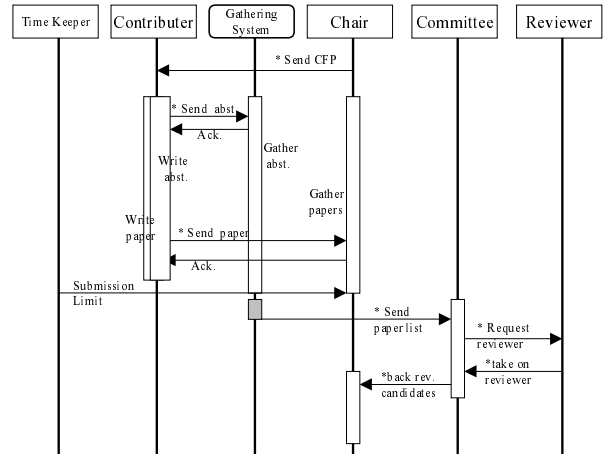 Time Keeper
Contributer
Gathering
System
Chair
Committee
Reviewer
* Send CFP
* Send abst
Ack.
Gather
abst.
Write
abst.
Gather
papers
Write
paper
* Send paper
Ack.
Submission
Limit
* Send
paper list
* Request
reviewer
*take on
reviewer
*back rev.
candidates